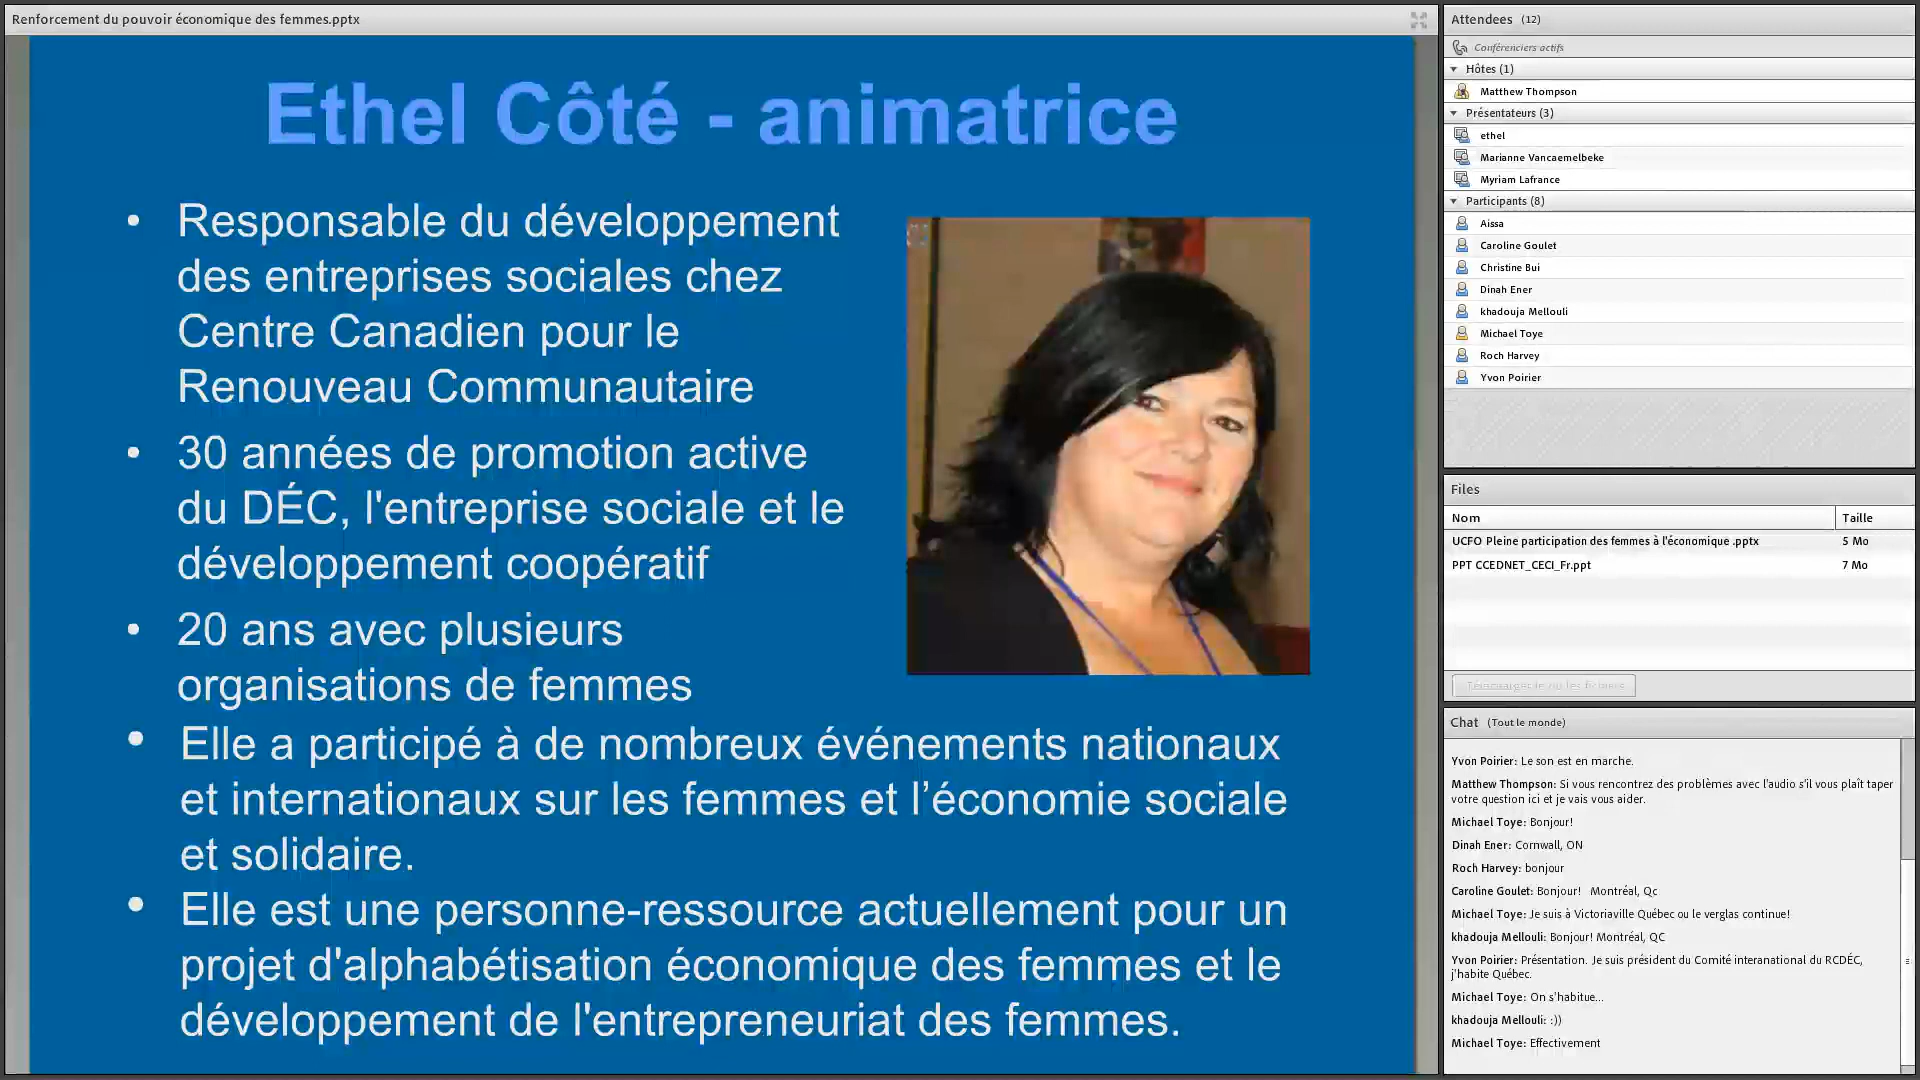 Renforcement du pouvoir économique des femmes.pptx
Ethel Côté - animatrice
• Responsable du développement
des entreprises sociales chez
Centre Canadien pour le
Renouveau Communautaire
• 30 années de promotion active
du DÉC, l'entreprise sociale et le
développement coopératif
• 20 ans avec plusieurs
organisations de femmes
• Elle a participé à de nombreux événements nationaux
et internationaux sur les femmes et l’économie sociale
et solidaire.
• Elle est une personne-ressource actuellement pour un
projet d'alphabétisation économique des femmes et le
développement de l'entrepreneuriat des femmes.
Attendees (12)
Conférenciers actifs
Hôtes (1)
Matthew Thompson
Présentateurs (3)
ethel
Marianne Vancaemelbeke
Myriam Lafrance
Participants (8)
Aissa
Caroline Goulet
Christine Bui
Dinah Ener
khadouja Mellouli
Michael Toye
Roch Harvey
Yvon Poirier
Files
Nom Taille
UCFO Pleine participation des femmes à l'économique .pptx 5 Mo
PPT CCEDNET_CECI_Fr.ppt 7 Mo
Télécharger le ou les fichiers
Chat (Tout le monde)
Yvon Poirier: Le son est en marche.
Matthew Thompson: Si vous rencontrez des problèmes avec l'audio s'il vous plaît taper
votre question ici et je vais vous aider.
Michael Toye: Bonjour!
Dinah Ener: Cornwall, ON
Roch Harvey: bonjour
Caroline Goulet: Bonjour! Montréal, Qc
Michael Toye: Je suis à Victoriaville Québec ou le verglas continue!
khadouja Mellouli: Bonjour! Montréal, QC
Yvon Poirier: Présentation. Je suis président du Comité interanational du RCDÉC,
j'habite Québec.
Michael Toye: On s'habitue...
khadouja Mellouli: :))
Michael Toye: Effectivement